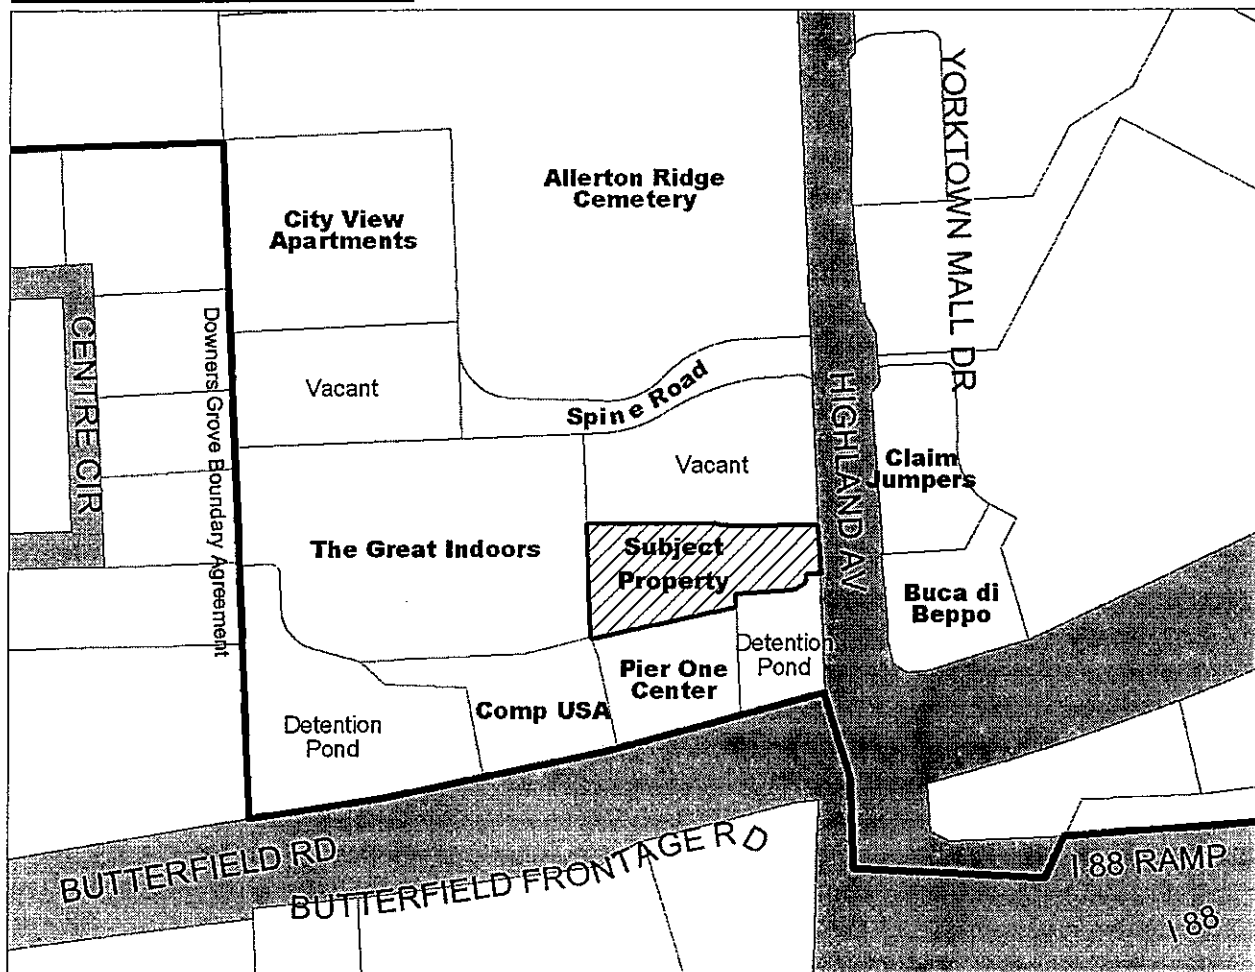 YORKTOWN MALL DR
Allerton Ridge
Cemetery
City View
Apartments
CENTRE CIR
Downers Grove Boundary Agreement
Vacant
Spine Road
HIGHLAND AV
Vacant
Claim
Jumpers
The Great Indoors
Subject
Property
Buca di
Beppo
Detention
Pond
Pier One
Center
Comp USA
Detention
Pond
BUTTERFIELD RD
BUTTERFIELD FRONTAGE RD
I 88 RAMP
I 88